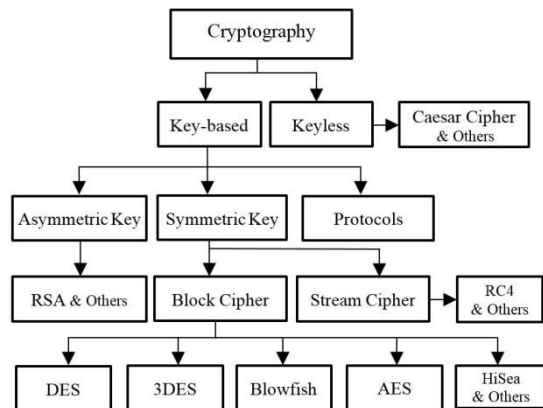 Cryptography
Key-based
Keyless
Caesar Cipher
& Others
Asymmetric Key
Symmetric Key
Protocols
RSA & Others
Block Cipher
Stream Cipher
RC4
& Others
DES
3DES
Blowfish
AES
HiSea
& Others